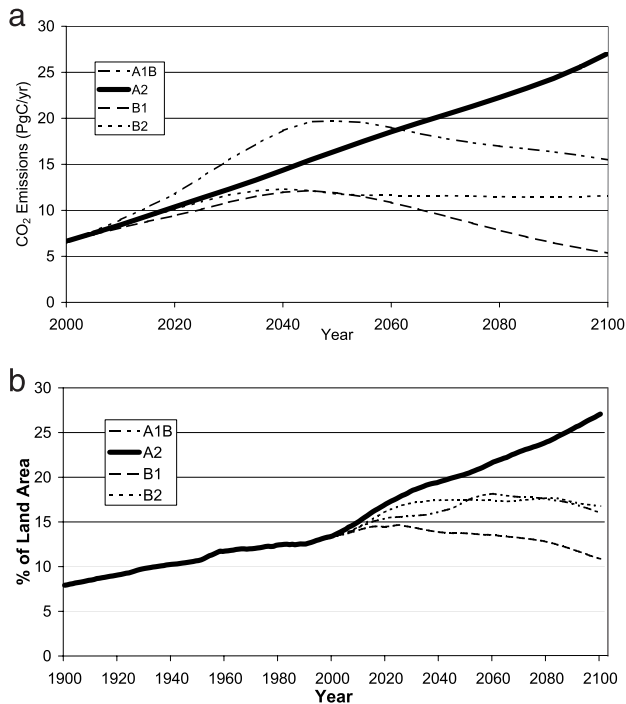 a
CO2 Emissions (PgC/yr)
30
25
20
15
10
5
0
A1B
A2
B1
B2
2000 2020 2040 2060 2080 2100
Year
b
% of Land Area
30
25
20
15
10
5
0
A1B
A2
B1
B2
1900 1920 1940 1960 1980 2000 2020 2040 2060 2080 2100
Year